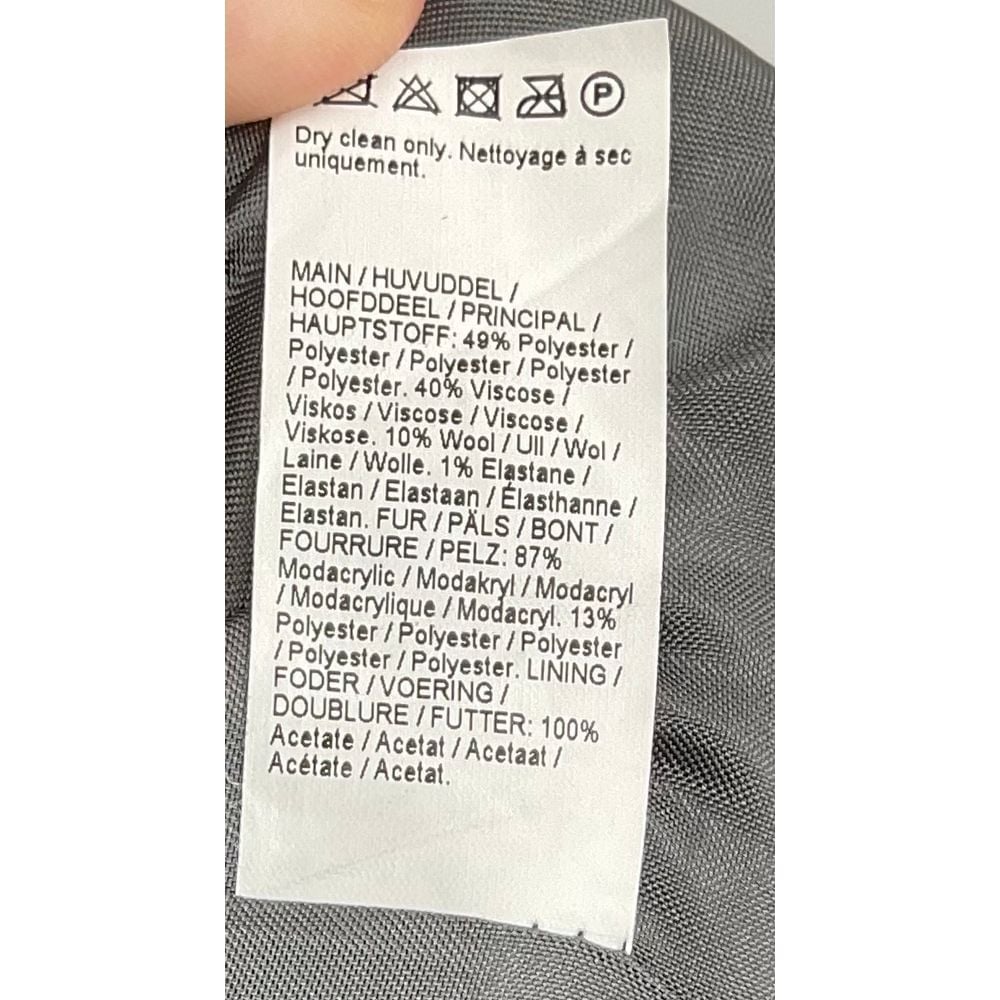 P
Dry clean only. Nettoyage à sec
uniquement.
MAIN / HUVUDDEL /
HOOFDDEEL / PRINCIPAL /
HAUPTSTOFF: 49% Polyester /
Polyester / Polyester / Polyester
/ Polyester. 40% Viscose /
Viskos / Viscose / Viscose /
Viskose. 10% Wool / Ull / Wol /
Laine / Wolle. 1% Elastane /
Elastan / Elastaan / Élasthanne /
Elastan. FUR / PÄLS / BONT /
FOURRURE / PELZ: 87%
Modacrylic / Modakryl / Modacryl
/ Modacrylique / Modacryl. 13%
Polyester / Polyester / Polyester
/ Polyester / Polyester. LINING /
FODER / VOERING /
DOUBLURE / FUTTER: 100%
Acetate / Acetat / Acetaat /
Acétate / Acetat.